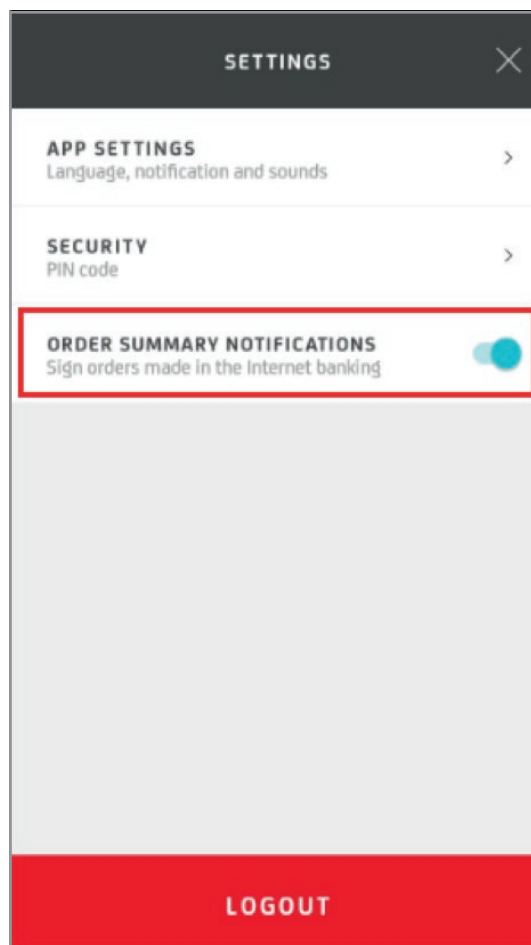 SETTINGS
APP SETTINGS
Language, notification and sounds
SECURITY
PIN code
ORDER SUMMARY NOTIFICATIONS
Sign orders made in the Internet banking
LOGOUT